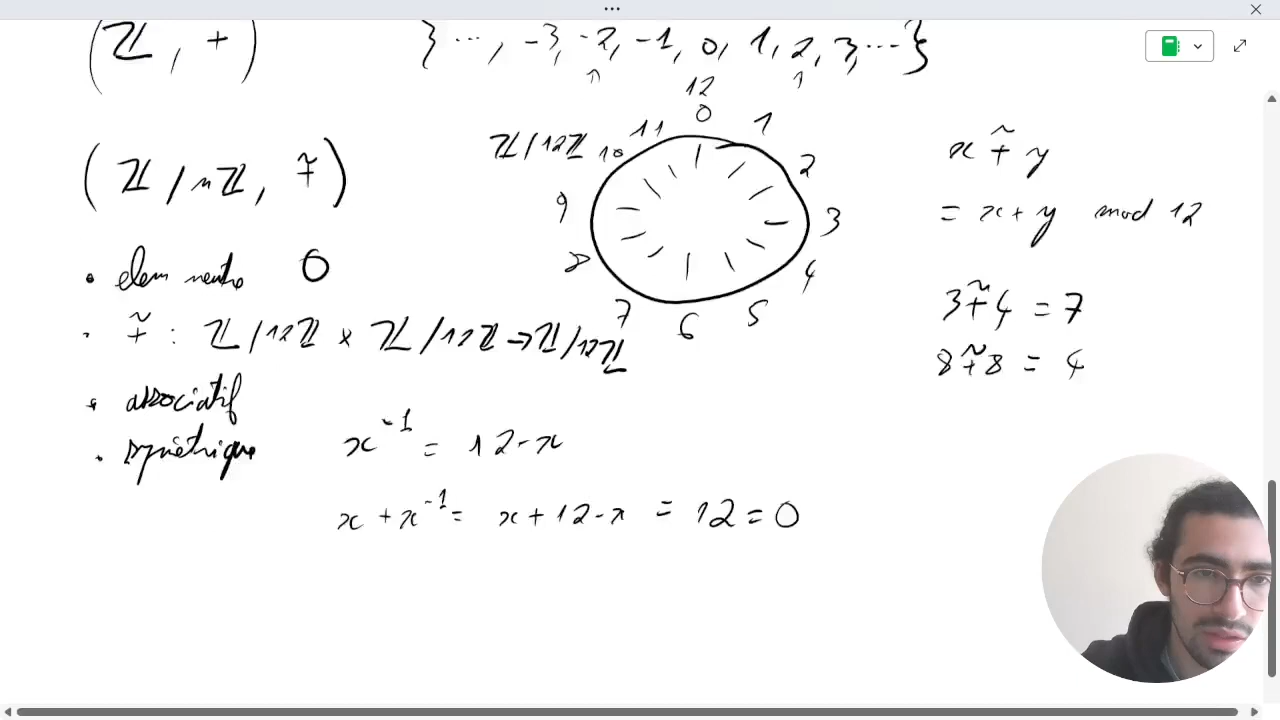 (ℤ, +) {..., -3, -2, -1, 0, 1, 2, 3, ...}
(ℤ/nℤ, +̃)
ℤ/12ℤ
12
0
1
2
3
4
5
6
7
8
9
10
11
x +̃ y
= x + y mod 12
3 +̃ 4 = 7
8 +̃ 8 = 4
• elem neutre 0
• +̃ : ℤ/12ℤ × ℤ/12ℤ → ℤ/12ℤ
• associatif
• symétrique x⁻¹ = 12 - x
x + x⁻¹ = x + 12 - x = 12 = 0